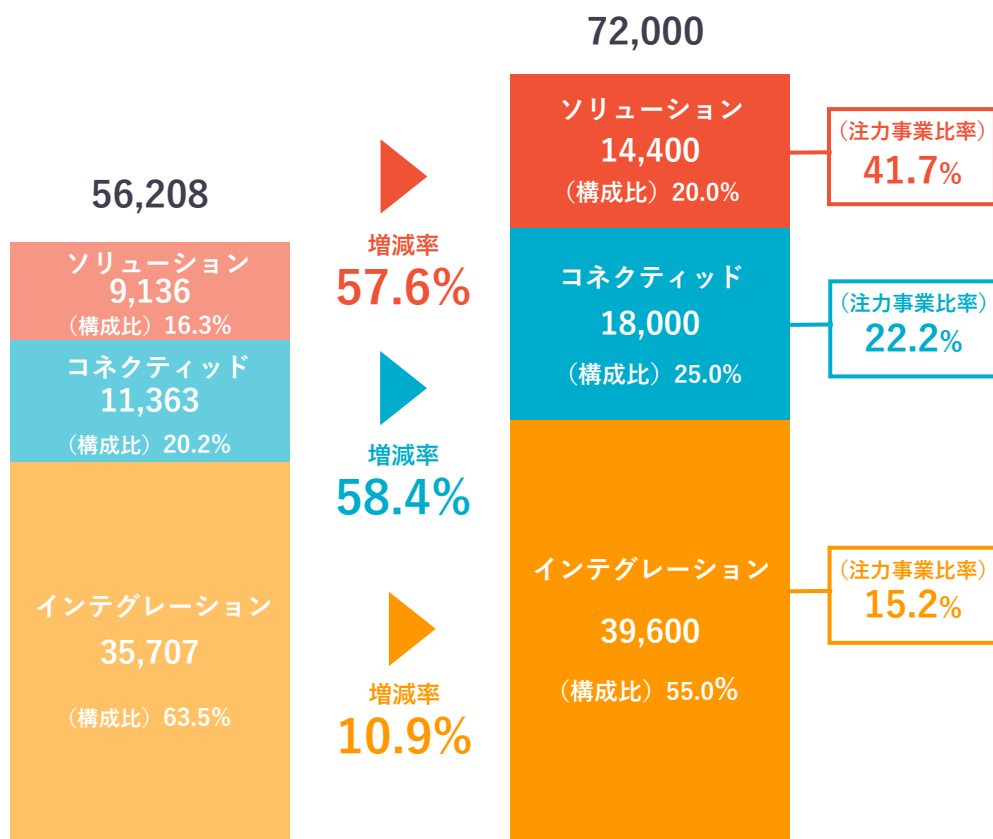 56,208
ソリューション
9,136
（構成比）16.3%
コネクティッド
11,363
（構成比）20.2%
インテグレーション
35,707
（構成比）63.5%
増減率
57.6%
増減率
58.4%
増減率
10.9%
72,000
ソリューション
14,400
（構成比）20.0%
コネクティッド
18,000
（構成比）25.0%
インテグレーション
39,600
（構成比）55.0%
（注力事業比率）
41.7%
（注力事業比率）
22.2%
（注力事業比率）
15.2%